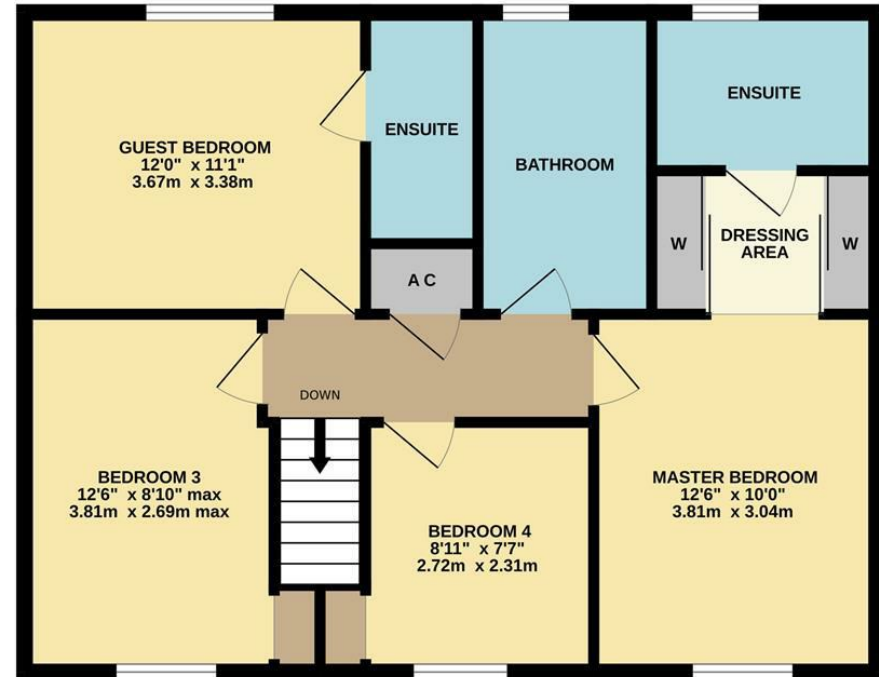 GUEST BEDROOM
12'0" x 11'1"
3.67m x 3.38m
ENSUITE
BATHROOM
ENSUITE
A C
W
DRESSING
AREA
W
DOWN
BEDROOM 3
12'6" x 8'10" max
3.81m x 2.69m max
BEDROOM 4
8'11" x 7'7"
2.72m x 2.31m
MASTER BEDROOM
12'6" x 10'0"
3.81m x 3.04m